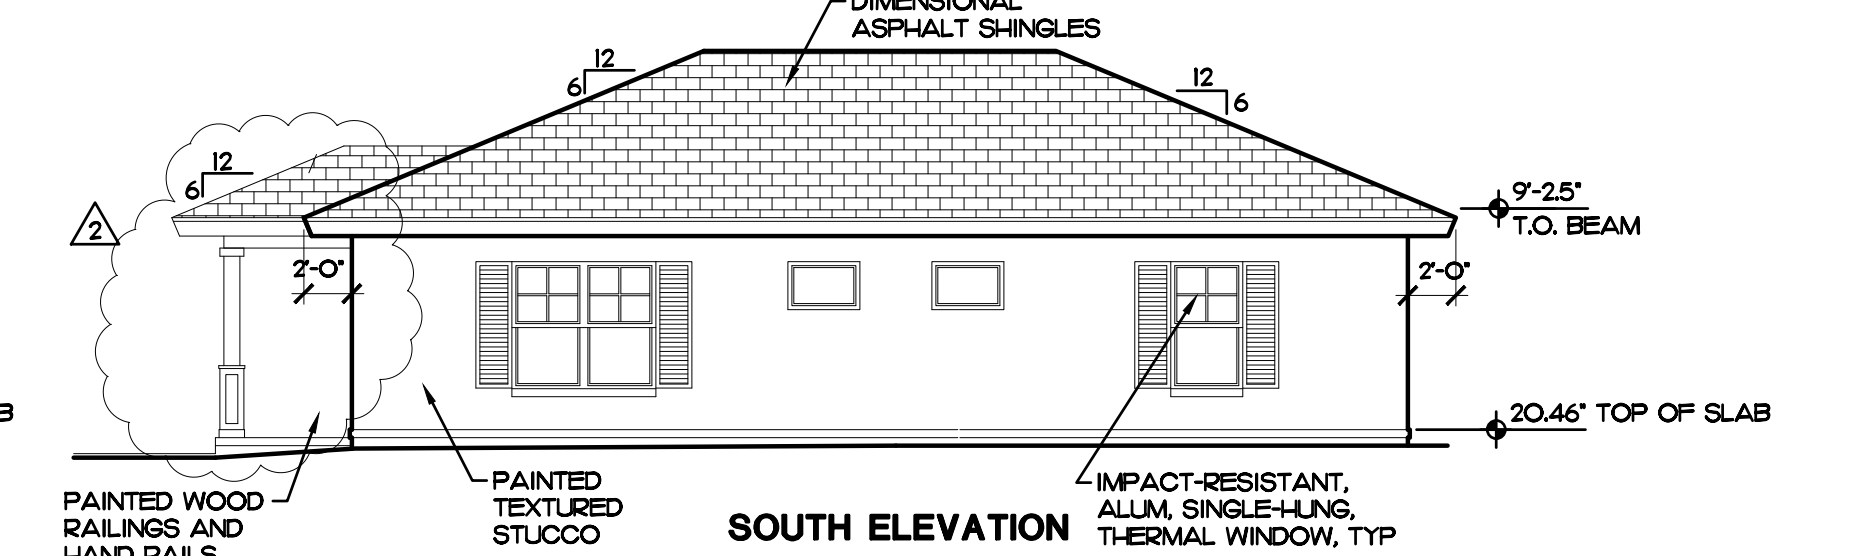 DIMENSIONAL
ASPHALT SHINGLES
12
6
12
6
12
6
2
9'-2.5"
T.O. BEAM
2'-0"
2'-0"
20.46" TOP OF SLAB
B
PAINTED WOOD
RAILINGS AND
HAND RAILS
PAINTED
TEXTURED
STUCCO
SOUTH ELEVATION
IMPACT-RESISTANT,
ALUM, SINGLE-HUNG,
THERMAL WINDOW, TYP